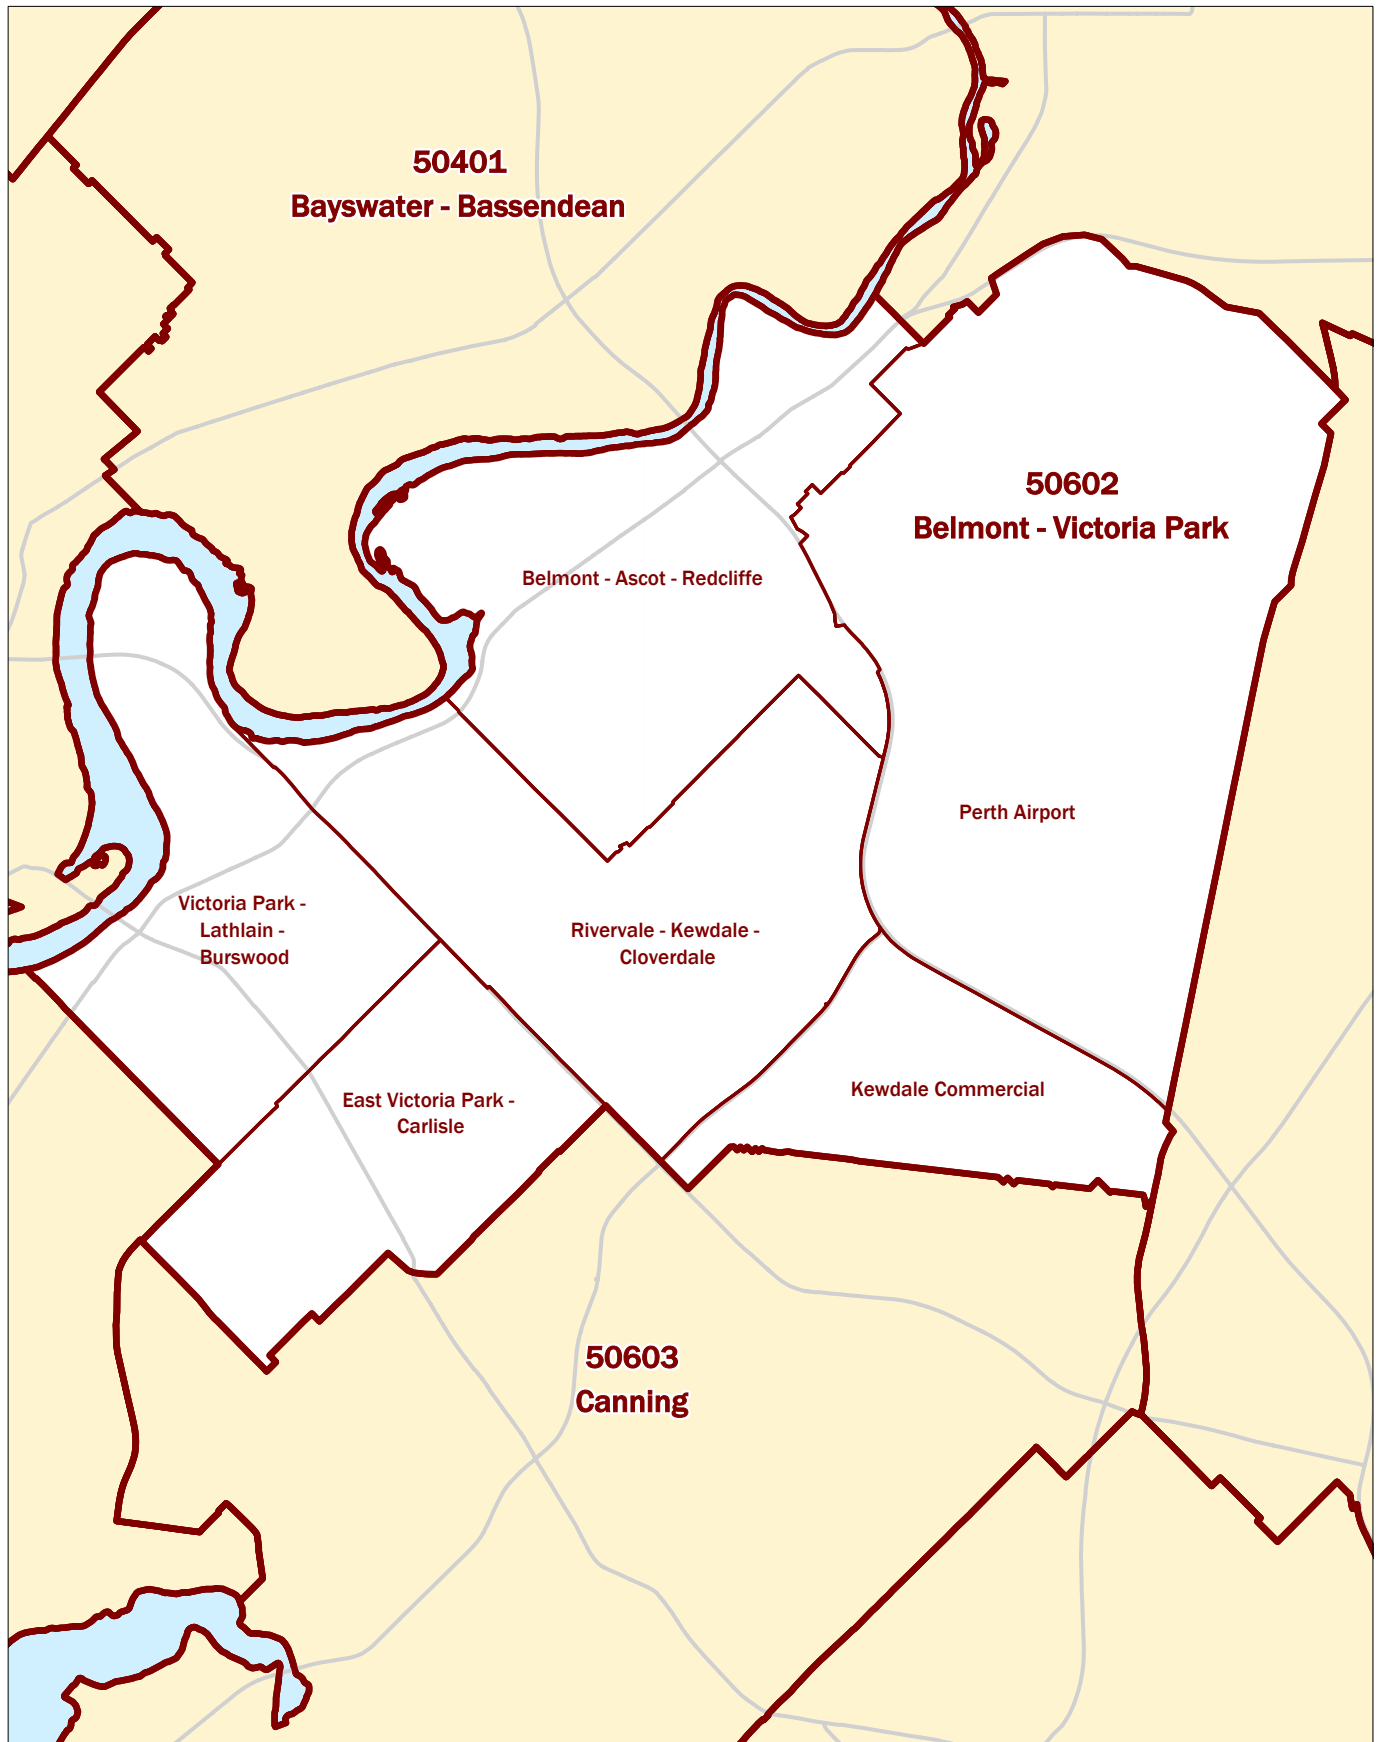 50401
Bayswater - Bassendean
50602
Belmont - Victoria Park
Belmont - Ascot - Redcliffe
Perth Airport
Victoria Park -
Lathlain -
Burswood
Rivervale - Kewdale -
Cloverdale
Kewdale Commercial
East Victoria Park -
Carlisle
50603
Canning